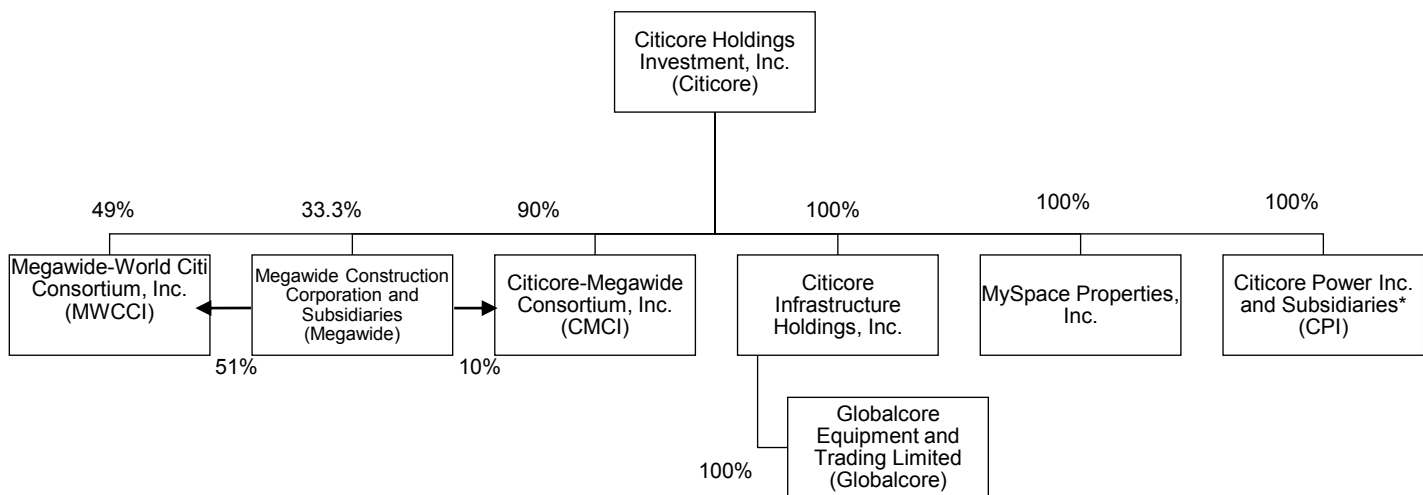 Citicore Holdings
Investment, Inc.
(Citicore)
49%
33.3%
90%
100%
100%
100%
Megawide-World Citi
Consortium, Inc.
(MWCCI)
Megawide Construction
Corporation and
Subsidiaries
(Megawide)
Citicore-Megawide
Consortium, Inc.
(CMCI)
Citicore
Infrastructure
Holdings, Inc.
MySpace Properties,
Inc.
Citicore Power Inc.
and Subsidiaries*
(CPI)
51%
10%
Globalcore
Equipment and
Trading Limited
(Globalcore)
100%